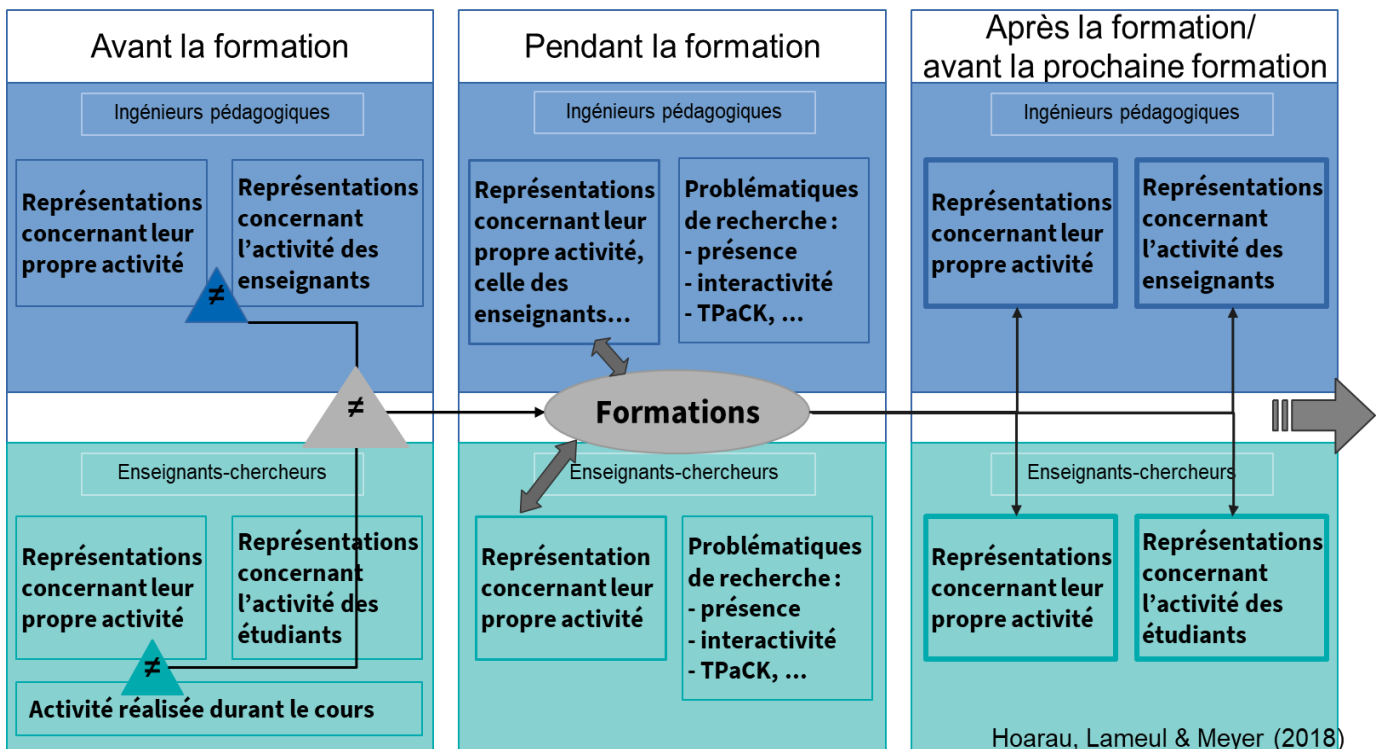 Avant la formation
Ingénieurs pédagogiques
Représentations
concernant leur
propre activité
Représentations
concernant
l'activité des
enseignants
≠
≠
Enseignants-chercheurs
Représentations
concernant leur
propre activité
Représentations
concernant
l'activité des
étudiants
≠
Activité réalisée durant le cours
Pendant la formation
Ingénieurs pédagogiques
Représentations
concernant leur
propre activité,
celle des
enseignants...
Problématiques
de recherche :
- présence
- interactivité
- TPaCK, ...
Formations
Enseignants-chercheurs
Représentation
concernant leur
propre activité
Problématiques
de recherche :
- présence
- interactivité
- TPaCK, ...
Après la formation/
avant la prochaine formation
Ingénieurs pédagogiques
Représentations
concernant leur
propre activité
Représentations
concernant
l'activité des
enseignants
Enseignants-chercheurs
Représentations
concernant leur
propre activité
Représentations
concernant
l'activité des
étudiants
Hoarau, Lameul & Meyer (2018)